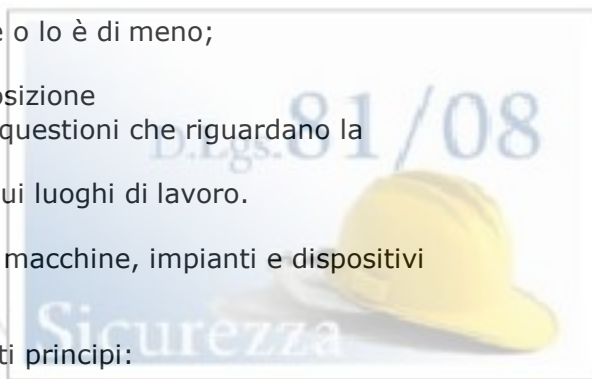 e o lo è di meno;
osizione
questioni che riguardano la
D.Lgs. 81/08
ui luoghi di lavoro.
macchine, impianti e dispositivi
Sicurezza
ti principi: